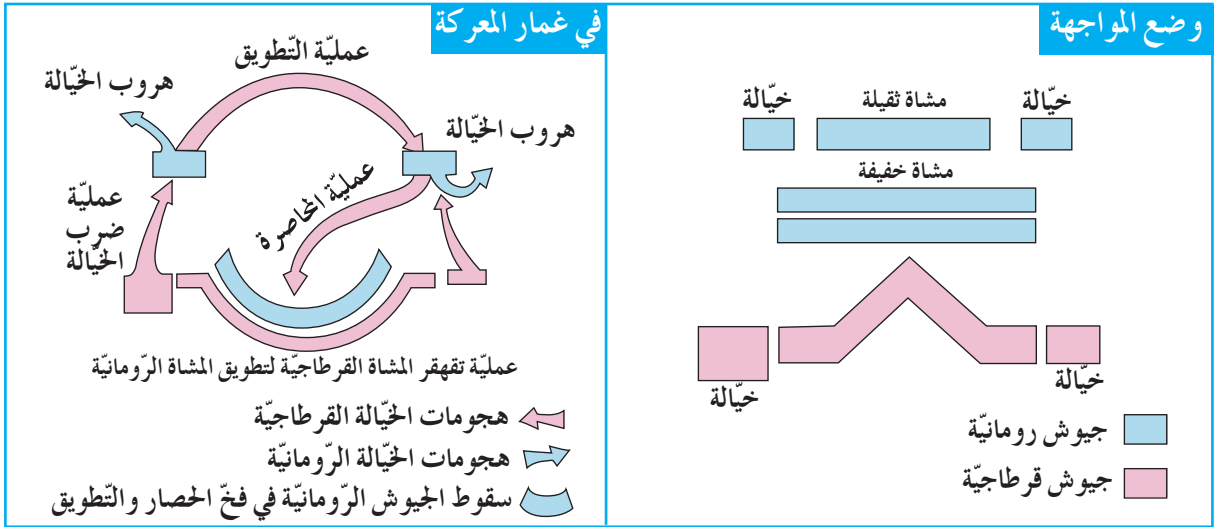 وضع المواجهة
خيّالة
مشاة ثقيلة
خيّالة
مشاة خفيفة
خيّالة
خيّالة
جيوش رومانيّة
جيوش قرطاجيّة
في غمار المعركة
عمليّة التّطويق
هروب الخيّالة
هروب الخيّالة
عمليّة المحاصرة
عمليّة
ضرب
الخيّالة
عمليّة تقهقر المشاة القرطاجيّة لتطويق المشاة الرّومانيّة
هجومات الخيّالة القرطاجيّة
هجومات الخيّالة الرّومانيّة
سقوط الجيوش الرّومانيّة في فخّ الحصار والتّطويق